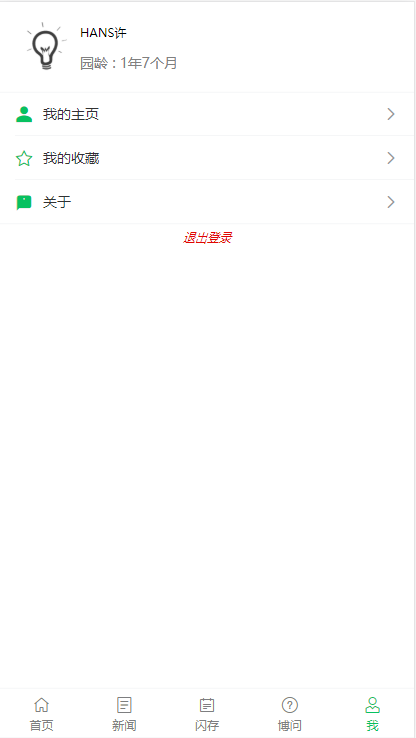 HANS许
园龄：1年7个月
我的主页
我的收藏
关于
退出登录
首页 新闻 闪存 博问 我